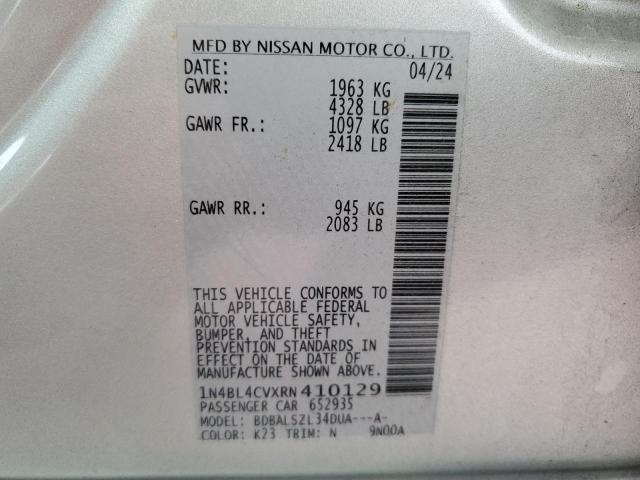 MFD BY NISSAN MOTOR CO., LTD.
DATE: 04/24
GVWR: 1963 KG
4328 LB
GAWR FR.: 1097 KG
2418 LB
GAWR RR.: 945 KG
2083 LB
THIS VEHICLE CONFORMS TO
ALL APPLICABLE FEDERAL
MOTOR VEHICLE SAFETY,
BUMPER, AND THEFT
PREVENTION STANDARDS IN
EFFECT ON THE DATE OF
MANUFACTURE SHOWN ABOVE.
1N4BL4CVXRN410129
PASSENGER CAR 652935
MODEL: BDBALSZL34DUA---A-
COLOR: K23 TRIM: N 9N00A